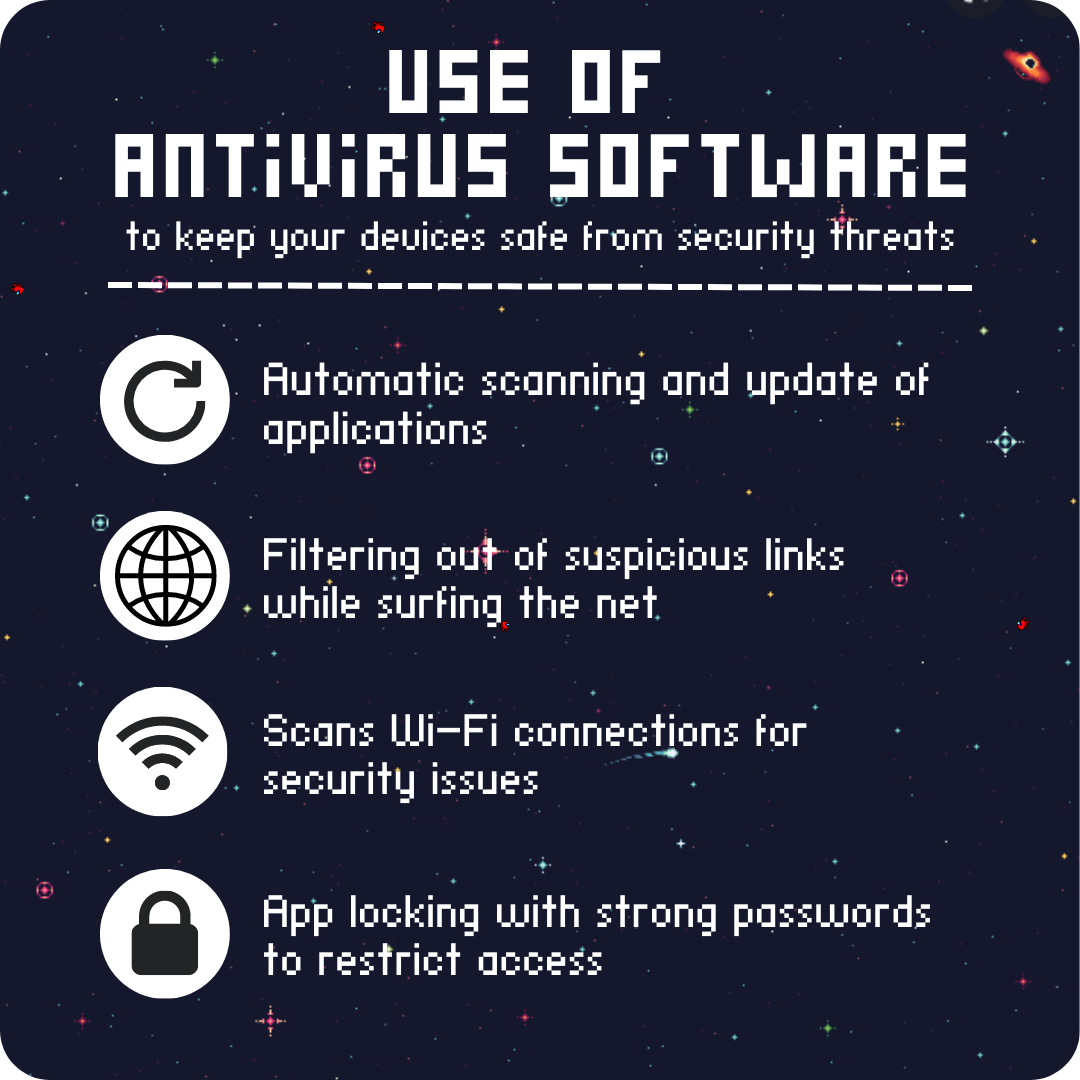 USE OF
ANTiViRUS SOFTWARE
to keep your devices safe from security threats
Automatic scanning and update of
applications
Filtering out of suspicious links
while surfing the net
Scans Wi-Fi connections for
security issues
App locking with strong passwords
to restrict access